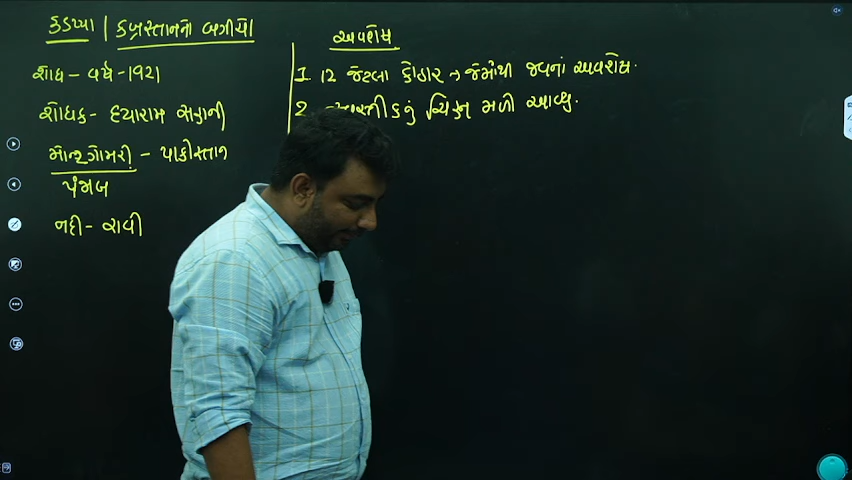 હડપ્પા | કબ્રસ્તાનનો બગીચો
શોધ - વર્ષ - 1921
શોધક - દયારામ સહાની
મોન્ટગોમરી - પાકીસ્તાન
પંજાબ
નદી - રાવી
અવશેષ
1. 12 જેટલા કોઠાર → જેમાંથી જવનાં અવશેષ.
2. ચિહ્ન મળી આવ્યુ.